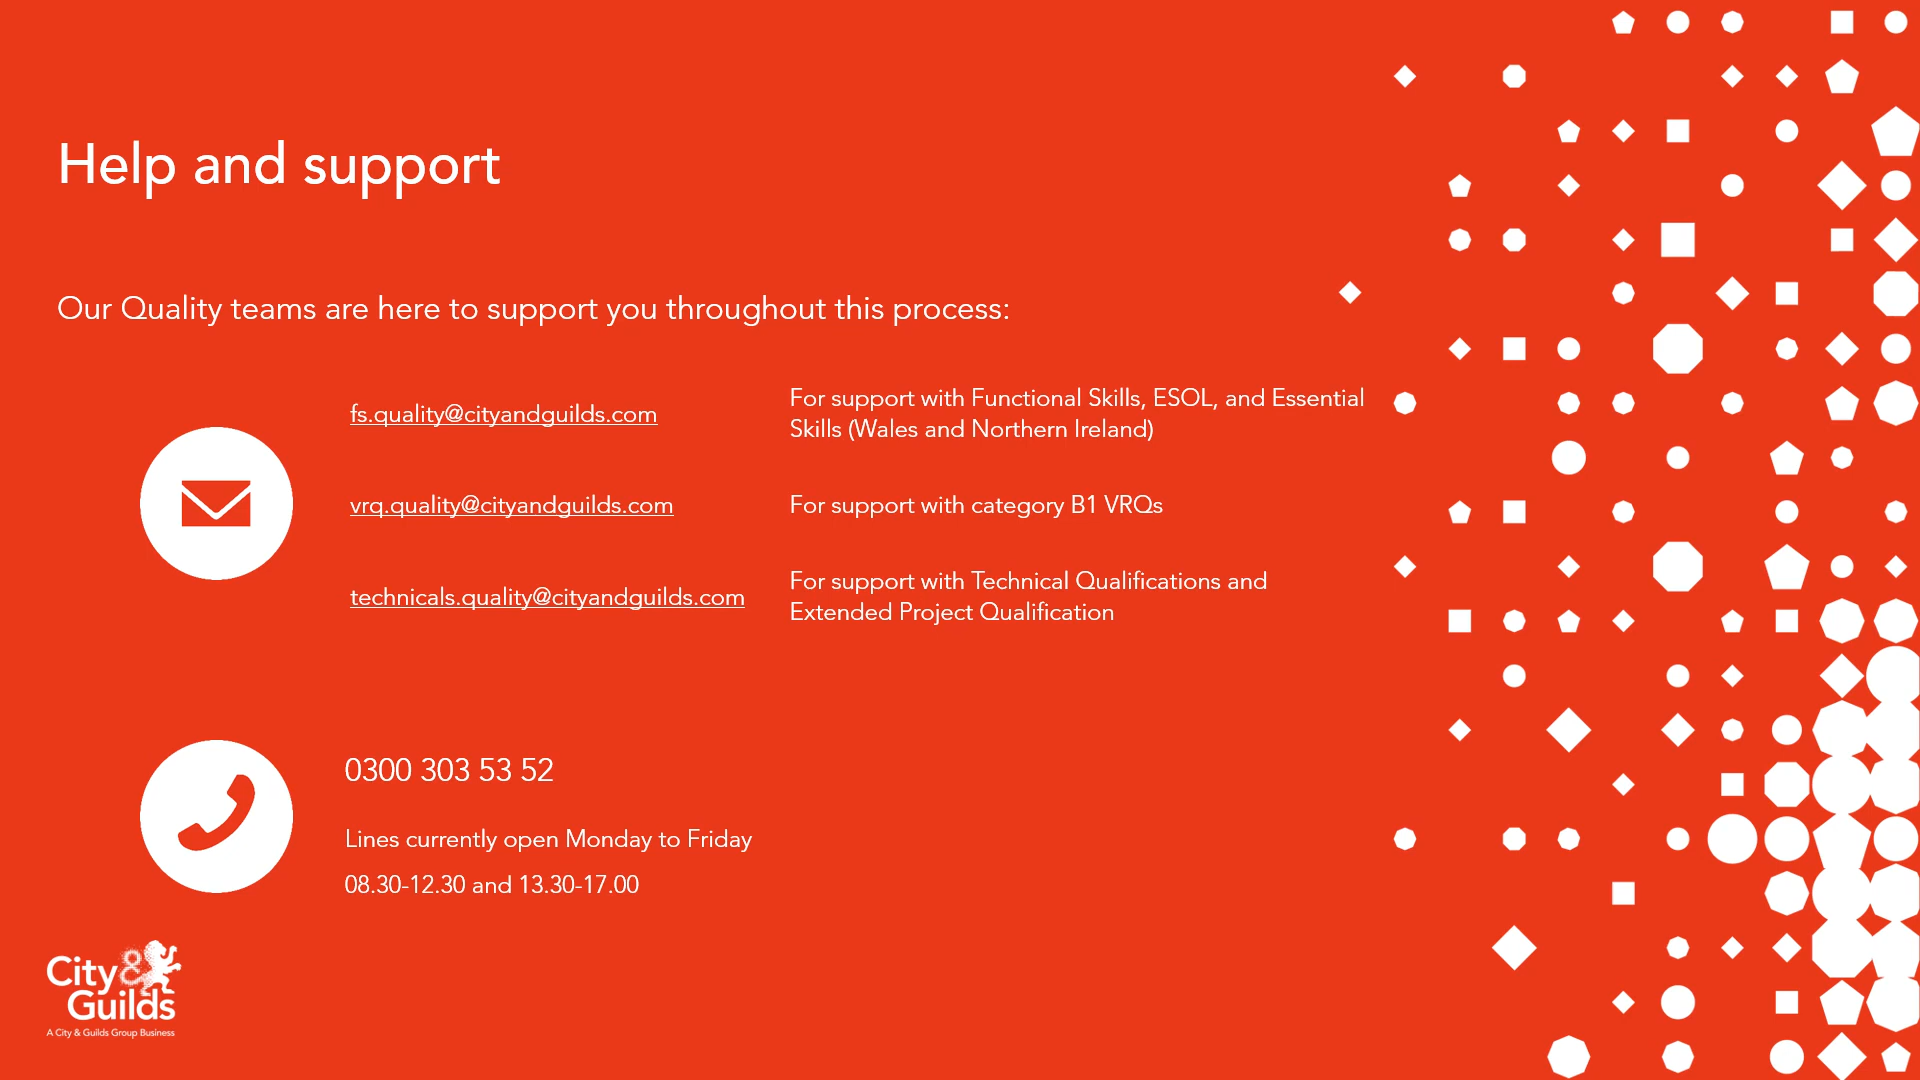 Help and support
Our Quality teams are here to support you throughout this process:
fs.quality@cityandguilds.com
For support with Functional Skills, ESOL, and Essential
Skills (Wales and Northern Ireland)
vrq.quality@cityandguilds.com
For support with category B1 VRQs
technicals.quality@cityandguilds.com
For support with Technical Qualifications and
Extended Project Qualification
0300 303 53 52
Lines currently open Monday to Friday
08.30-12.30 and 13.30-17.00
City&
Guilds
A City & Guilds Group Business